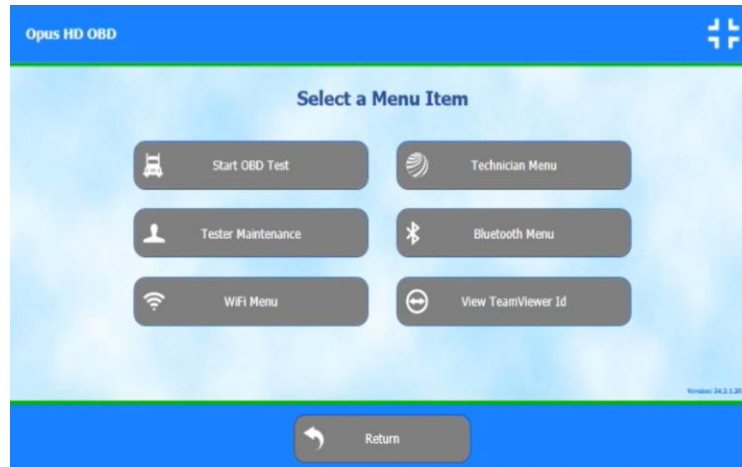 Opus HD OBD
Select a Menu Item
Start OBD Test
Technician Menu
Tester Maintenance
Bluetooth Menu
WiFi Menu
View TeamViewer Id
Version:
Return